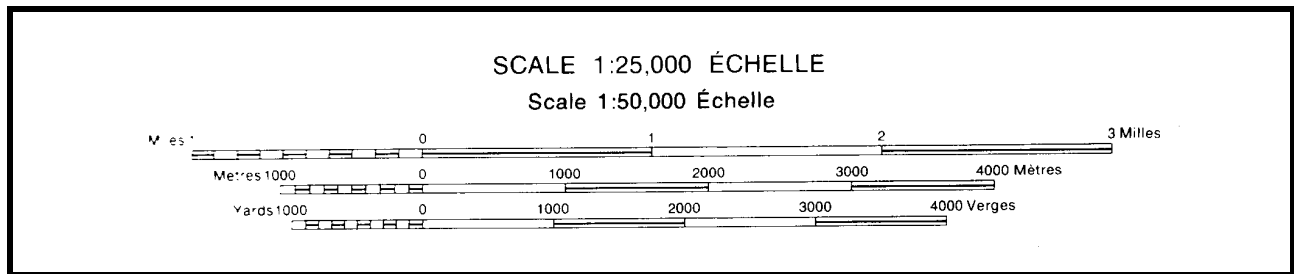 SCALE 1:25,000 ÉCHELLE
Scale 1:50,000 Échelle
1 0 1 2 3 Milles
Metres 1000 0 1000 2000 3000 4000 Mètres
Yards 1000 0 1000 2000 3000 4000 Verges